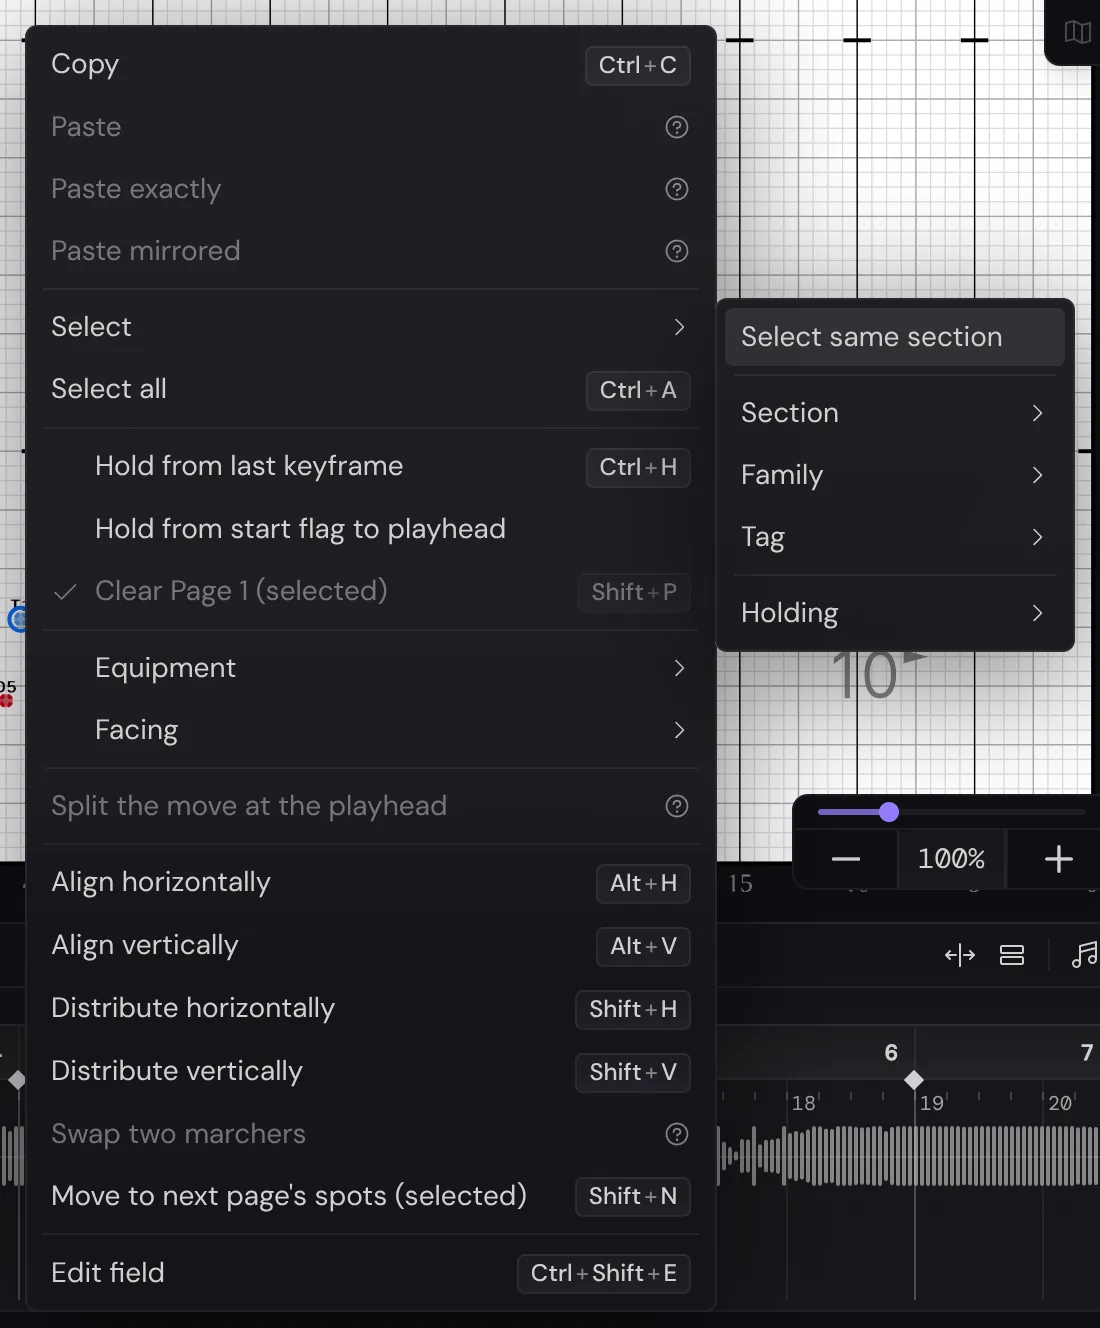 Copy Ctrl+C
Paste
Paste exactly
Paste mirrored
Select
Select all Ctrl+A
Hold from last keyframe Ctrl+H
Hold from start flag to playhead
Clear Page 1 (selected) Shift+P
Equipment
Facing
Split the move at the playhead
Align horizontally Alt+H
Align vertically Alt+V
Distribute horizontally Shift+H
Distribute vertically Shift+V
Swap two marchers
Move to next page's spots (selected) Shift+N
Edit field Ctrl+Shift+E
Select same section
Section
Family
Tag
Holding
10
100%
15
6 7
18 19 20